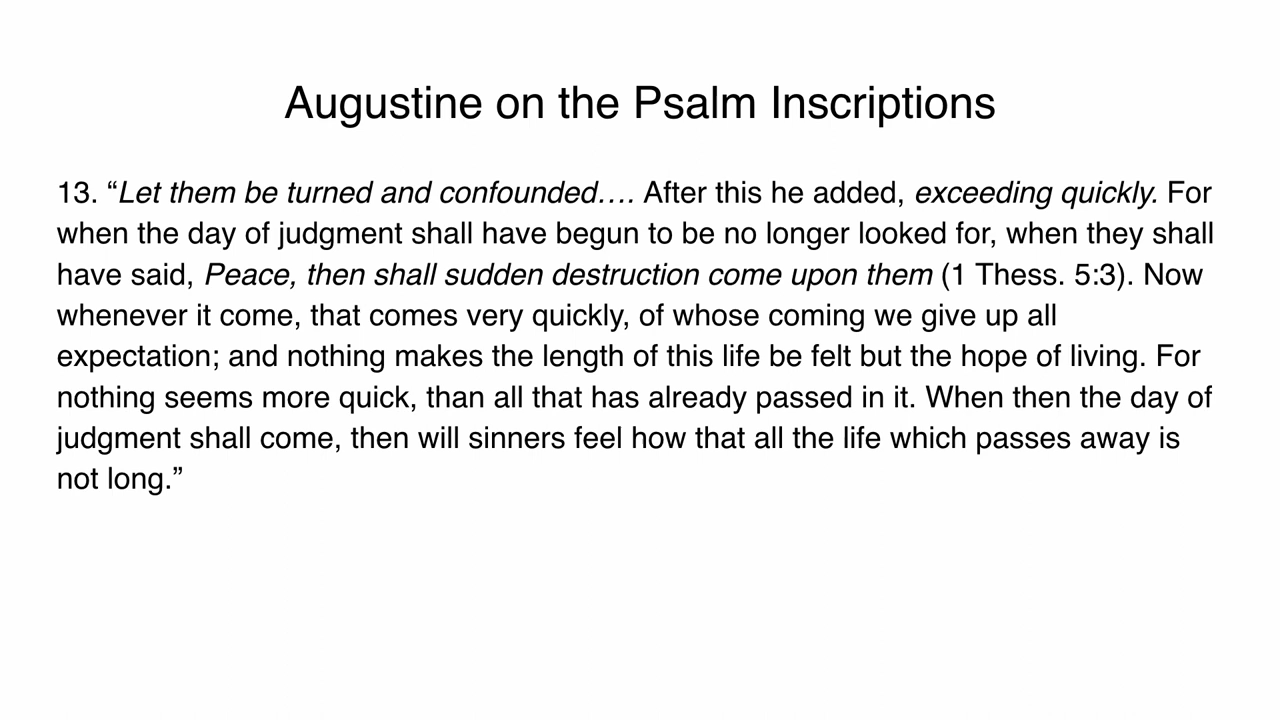 Augustine on the Psalm Inscriptions
13. “Let them be turned and confounded…. After this he added, exceeding quickly. For
when the day of judgment shall have begun to be no longer looked for, when they shall
have said, Peace, then shall sudden destruction come upon them (1 Thess. 5:3). Now
whenever it come, that comes very quickly, of whose coming we give up all
expectation; and nothing makes the length of this life be felt but the hope of living. For
nothing seems more quick, than all that has already passed in it. When then the day of
judgment shall come, then will sinners feel how that all the life which passes away is
not long.”